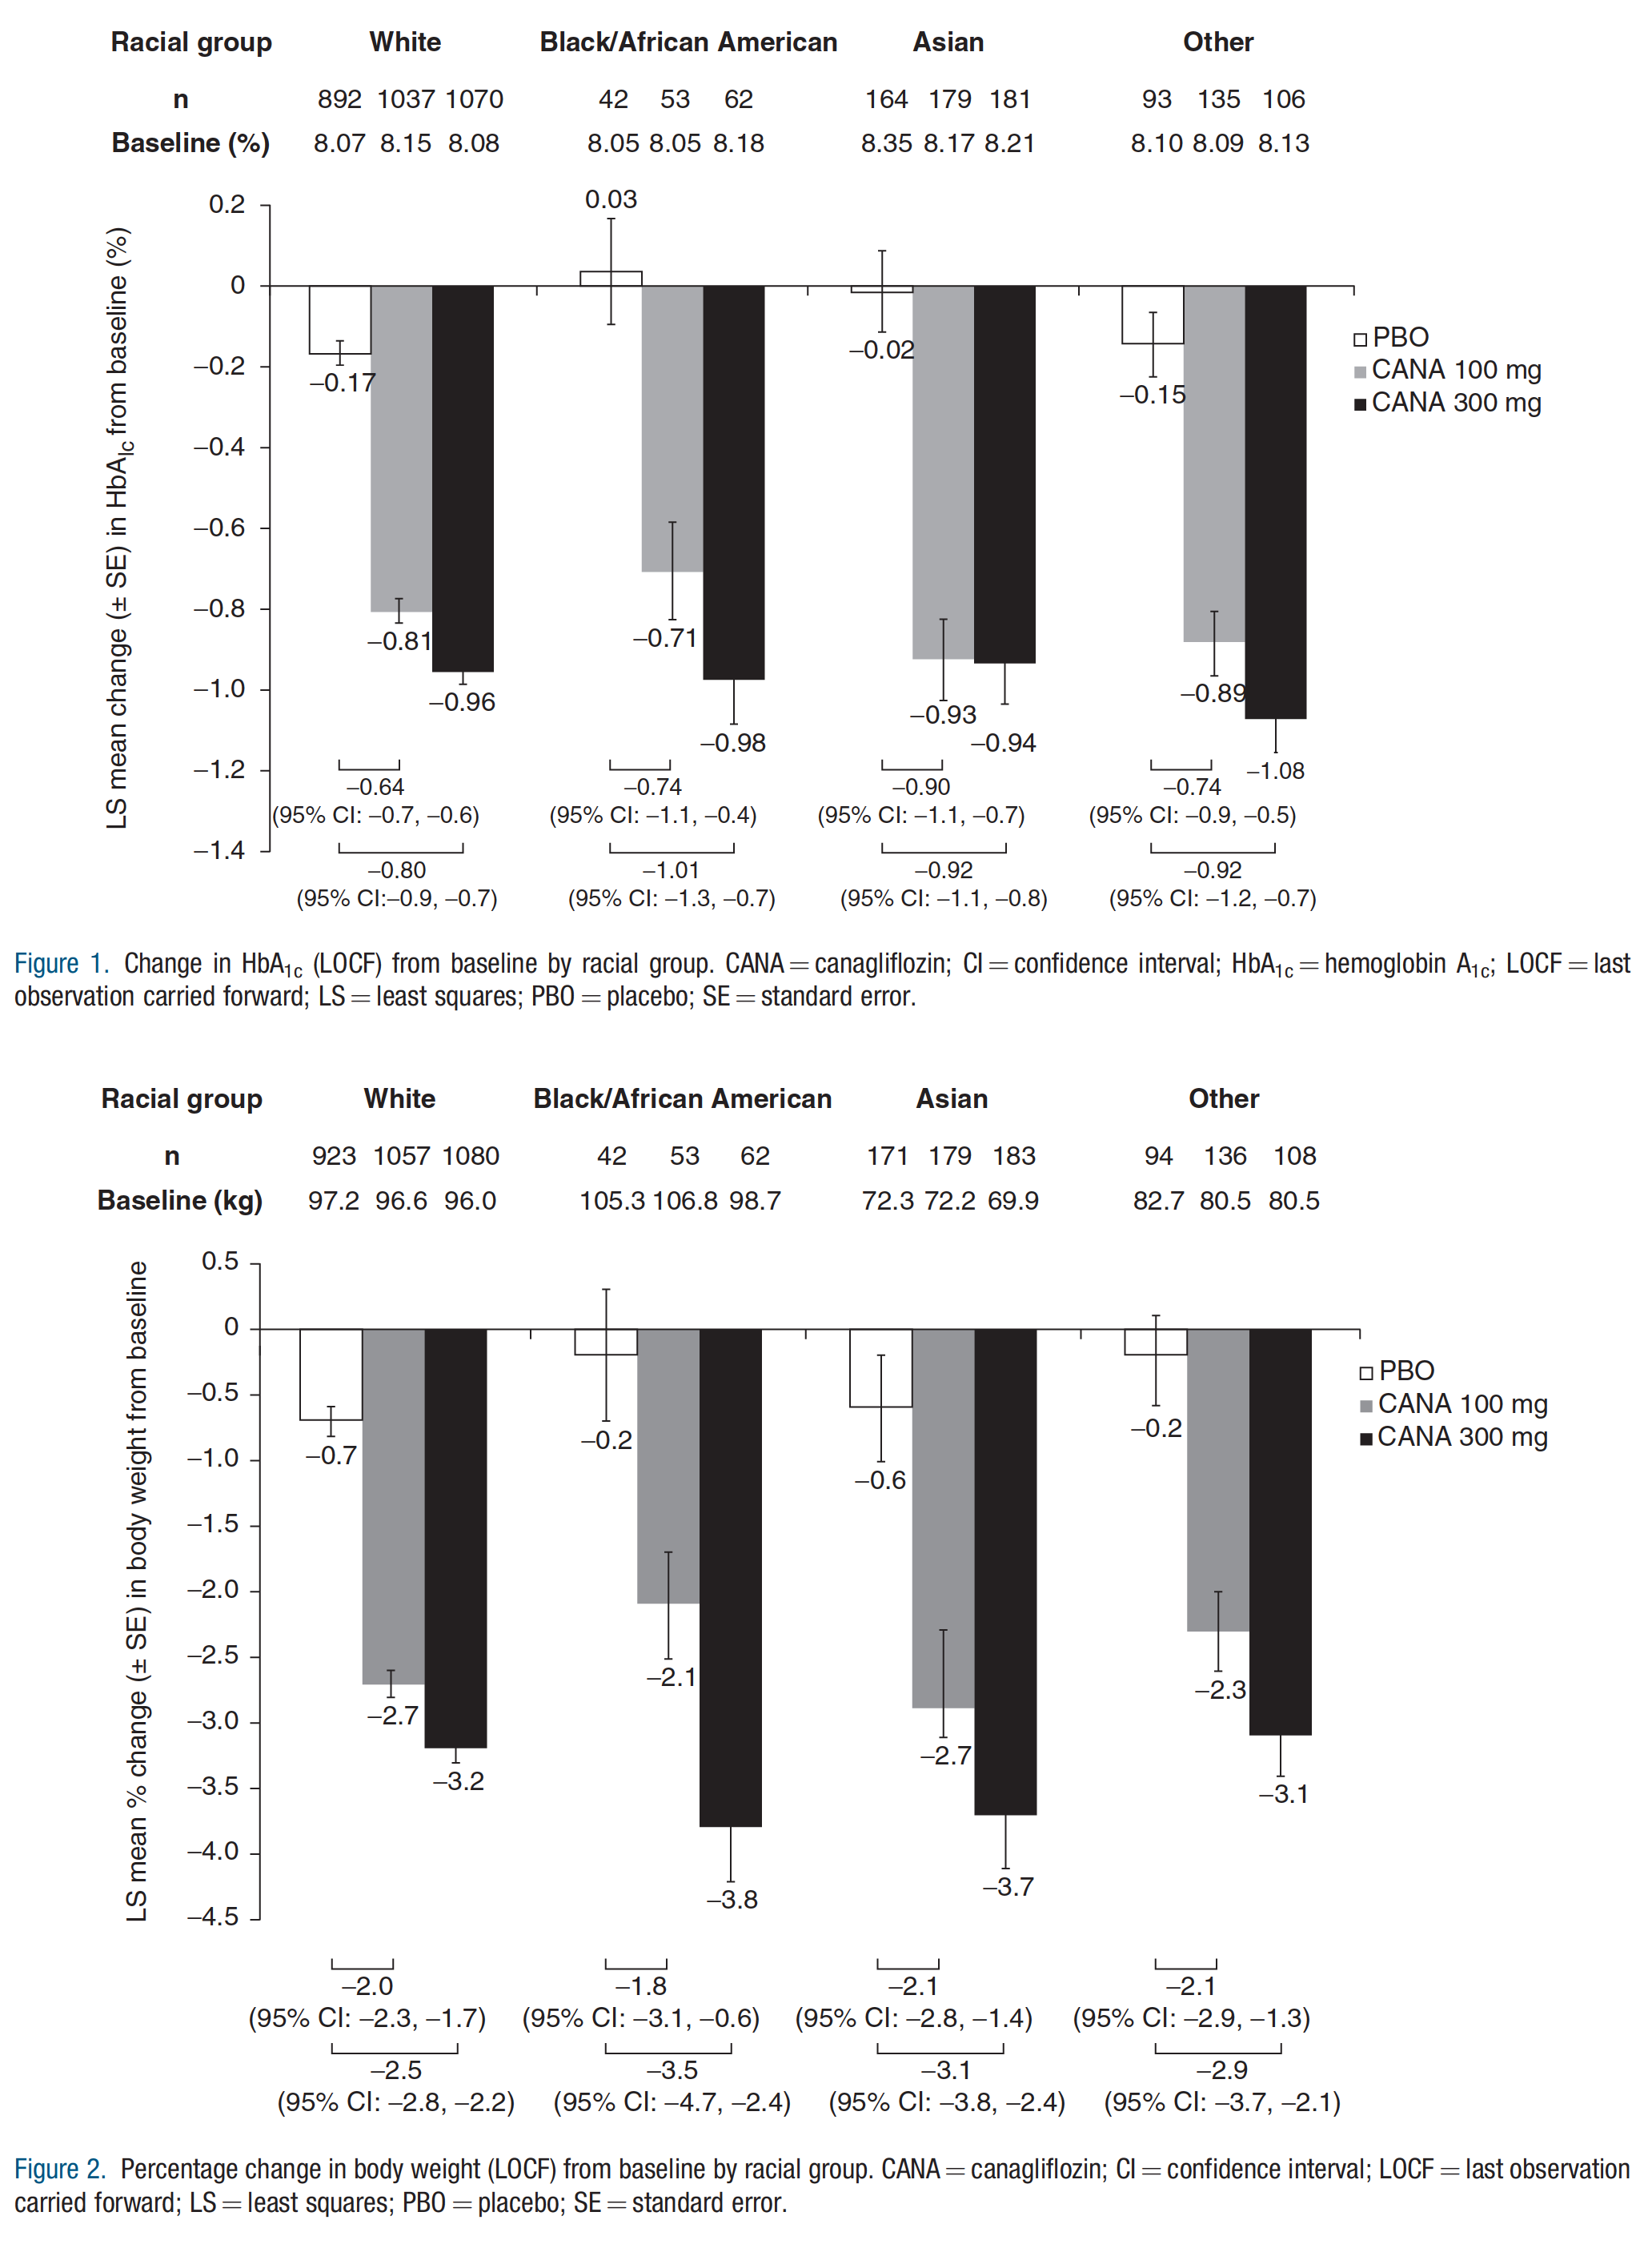 Racial group White Black/African American Asian Other
n 892 1037 1070 42 53 62 164 179 181 93 135 106
Baseline (%) 8.07 8.15 8.08 8.05 8.05 8.18 8.35 8.17 8.21 8.10 8.09 8.13
LS mean change (± SE) in HbA1c from baseline (%)
0.2
0
−0.2
−0.4
−0.6
−0.8
−1.0
−1.2
−1.4
−0.17
−0.81
−0.96
0.03
−0.71
−0.98
−0.02
−0.93
−0.94
−0.15
−0.89
−1.08
PBO
CANA 100 mg
CANA 300 mg
−0.64 −0.74 −0.90 −0.74
(95% CI: −0.7, −0.6) (95% CI: −1.1, −0.4) (95% CI: −1.1, −0.7) (95% CI: −0.9, −0.5)
−0.80 −1.01 −0.92 −0.92
(95% CI:−0.9, −0.7) (95% CI: −1.3, −0.7) (95% CI: −1.1, −0.8) (95% CI: −1.2, −0.7)
Figure 1. Change in HbA1c (LOCF) from baseline by racial group. CANA = canagliflozin; CI = confidence interval; HbA1c = hemoglobin A1c; LOCF = last
observation carried forward; LS = least squares; PBO = placebo; SE = standard error.
Racial group White Black/African American Asian Other
n 923 1057 1080 42 53 62 171 179 183 94 136 108
Baseline (kg) 97.2 96.6 96.0 105.3 106.8 98.7 72.3 72.2 69.9 82.7 80.5 80.5
LS mean % change (± SE) in body weight from baseline
0.5
0
−0.5
−1.0
−1.5
−2.0
−2.5
−3.0
−3.5
−4.0
−4.5
−0.7
−2.7
−3.2
−0.2
−2.1
−3.8
−0.6
−2.7
−3.7
−0.2
−2.3
−3.1
PBO
CANA 100 mg
CANA 300 mg
−2.0 −1.8 −2.1 −2.1
(95% CI: −2.3, −1.7) (95% CI: −3.1, −0.6) (95% CI: −2.8, −1.4) (95% CI: −2.9, −1.3)
−2.5 −3.5 −3.1 −2.9
(95% CI: −2.8, −2.2) (95% CI: −4.7, −2.4) (95% CI: −3.8, −2.4) (95% CI: −3.7, −2.1)
Figure 2. Percentage change in body weight (LOCF) from baseline by racial group. CANA = canagliflozin; CI = confidence interval; LOCF = last observation
carried forward; LS = least squares; PBO = placebo; SE = standard error.